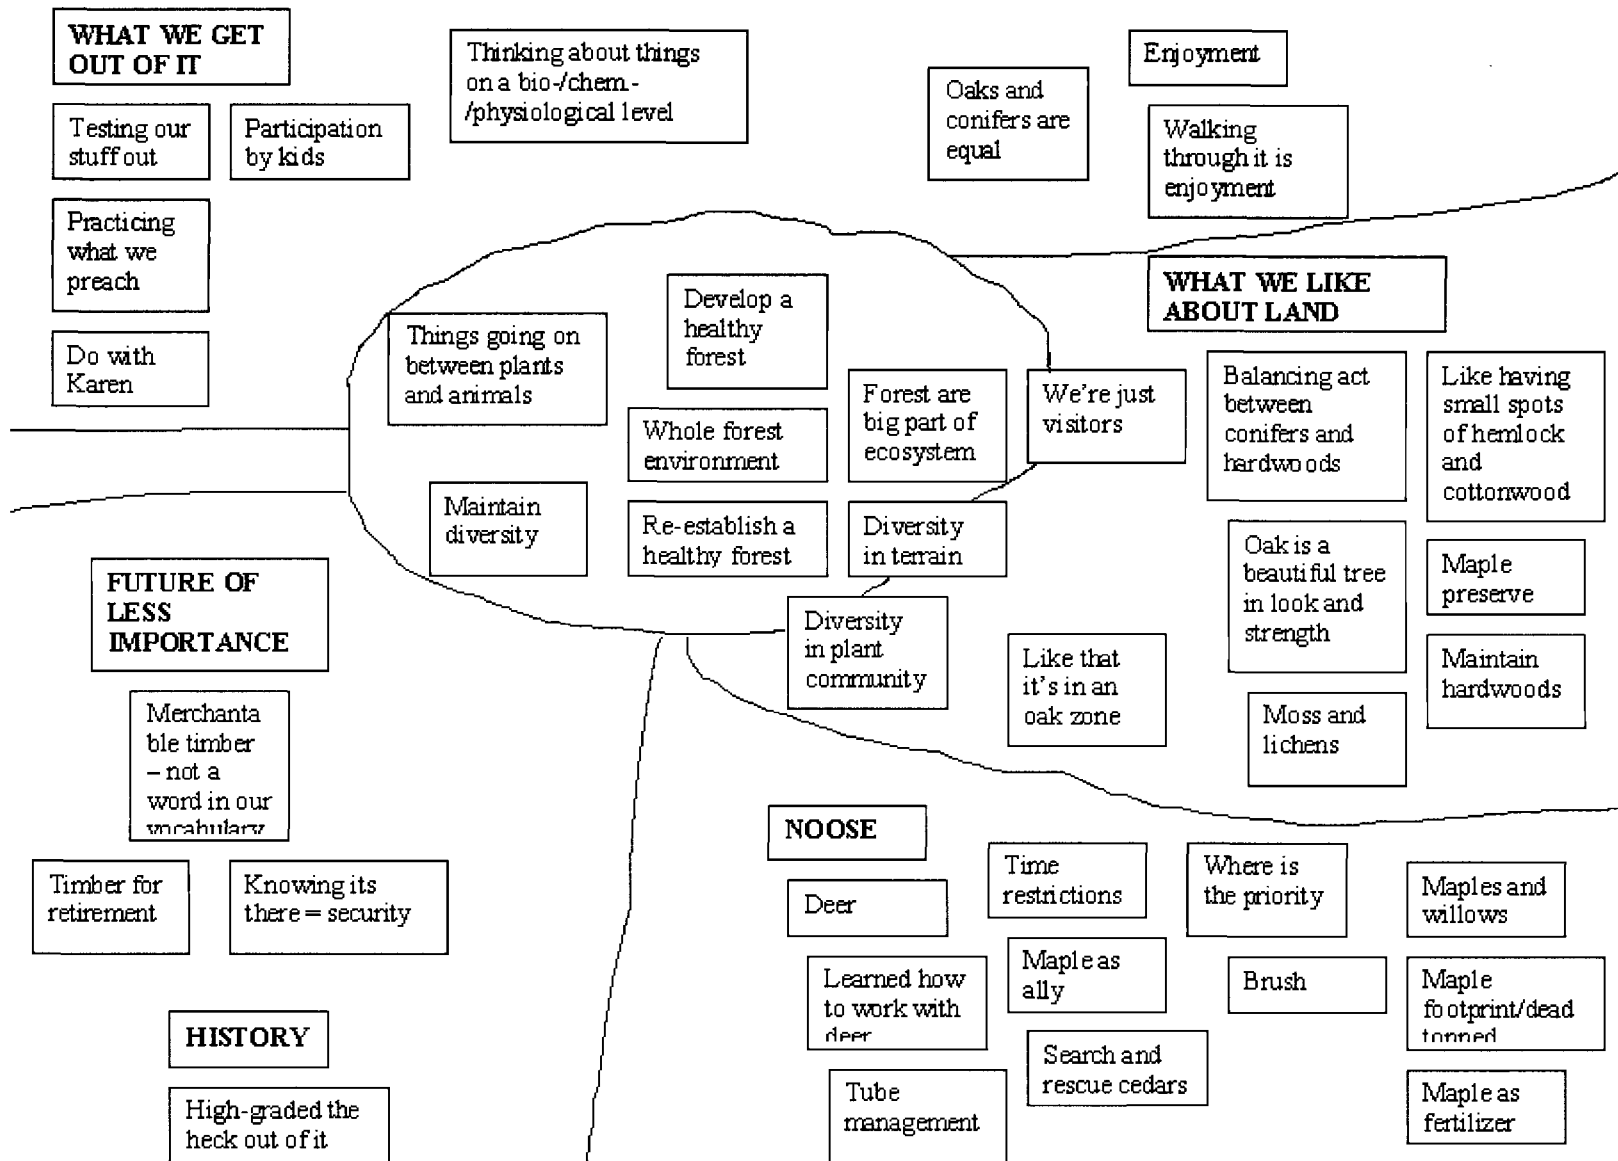 WHAT WE GET
OUT OF IT
Testing our
stuff out
Participation
by kids
Practicing
what we
preach
Do with
Karen
Thinking about things
on a bio-/chem.-
/physiological level
Oaks and
conifers are
equal
Enjoyment
Walking
through it is
enjoyment
Things going on
between plants
and animals
Develop a
healthy
forest
Whole forest
environment
Forest are
big part of
ecosystem
We're just
visitors
Maintain
diversity
Re-establish a
healthy forest
Diversity
in terrain
Diversity
in plant
community
WHAT WE LIKE
ABOUT LAND
Balancing act
between
conifers and
hardwoods
Like having
small spots
of hemlock
and
cottonwood
Oak is a
beautiful tree
in look and
strength
Maple
preserve
Maintain
hardwoods
Like that
it's in an
oak zone
Moss and
lichens
FUTURE OF
LESS
IMPORTANCE
Merchanta
ble timber
– not a
word in our
vocabulary
Timber for
retirement
Knowing its
there = security
HISTORY
High-graded the
heck out of it
NOOSE
Deer
Time
restrictions
Where is
the priority
Maples and
willows
Learned how
to work with
deer
Maple as
ally
Brush
Maple
footprint/dead
topped
Tube
management
Search and
rescue cedars
Maple as
fertilizer